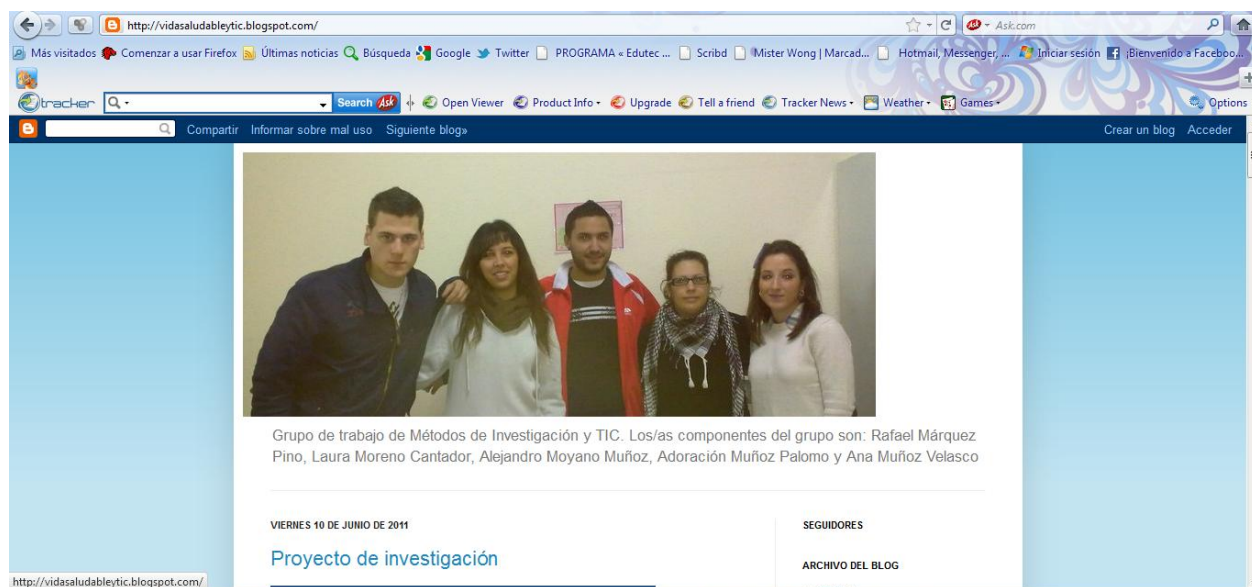 http://vidasaludableytic.blogspot.com/
Ask.com
Más visitados Comenzar a usar Firefox Últimas noticias Búsqueda Google Twitter PROGRAMA « Edutec ... Scribd Mister Wong | Marcad... Hotmail, Messenger, ... Iniciar sesión ¡Bienvenido a Faceboo...
etracker Search Ask Open Viewer Product Info Upgrade Tell a friend Tracker News Weather Games Options
Compartir Informar sobre mal uso Siguiente blog» Crear un blog Acceder
Grupo de trabajo de Métodos de Investigación y TIC. Los/as componentes del grupo son: Rafael Márquez
Pino, Laura Moreno Cantador, Alejandro Moyano Muñoz, Adoración Muñoz Palomo y Ana Muñoz Velasco
VIERNES 10 DE JUNIO DE 2011
SEGUIDORES
Proyecto de investigación
ARCHIVO DEL BLOG
http://vidasaludableytic.blogspot.com/